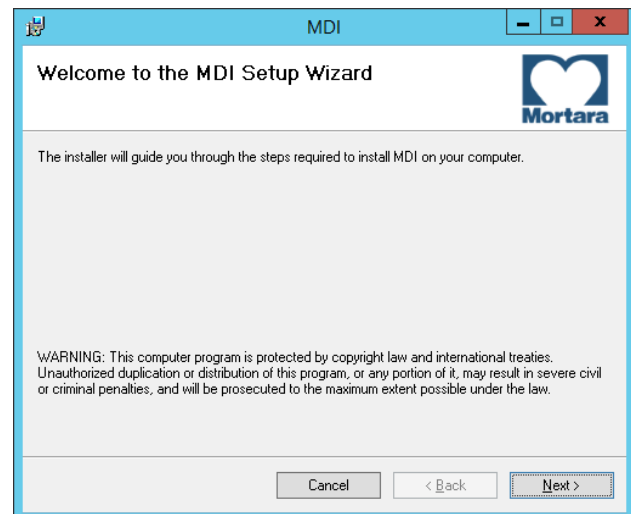 MDI
Welcome to the MDI Setup Wizard
Mortara
The installer will guide you through the steps required to install MDI on your computer.
WARNING: This computer program is protected by copyright law and international treaties.
Unauthorized duplication or distribution of this program, or any portion of it, may result in severe civil
or criminal penalties, and will be prosecuted to the maximum extent possible under the law.
Cancel < Back Next >